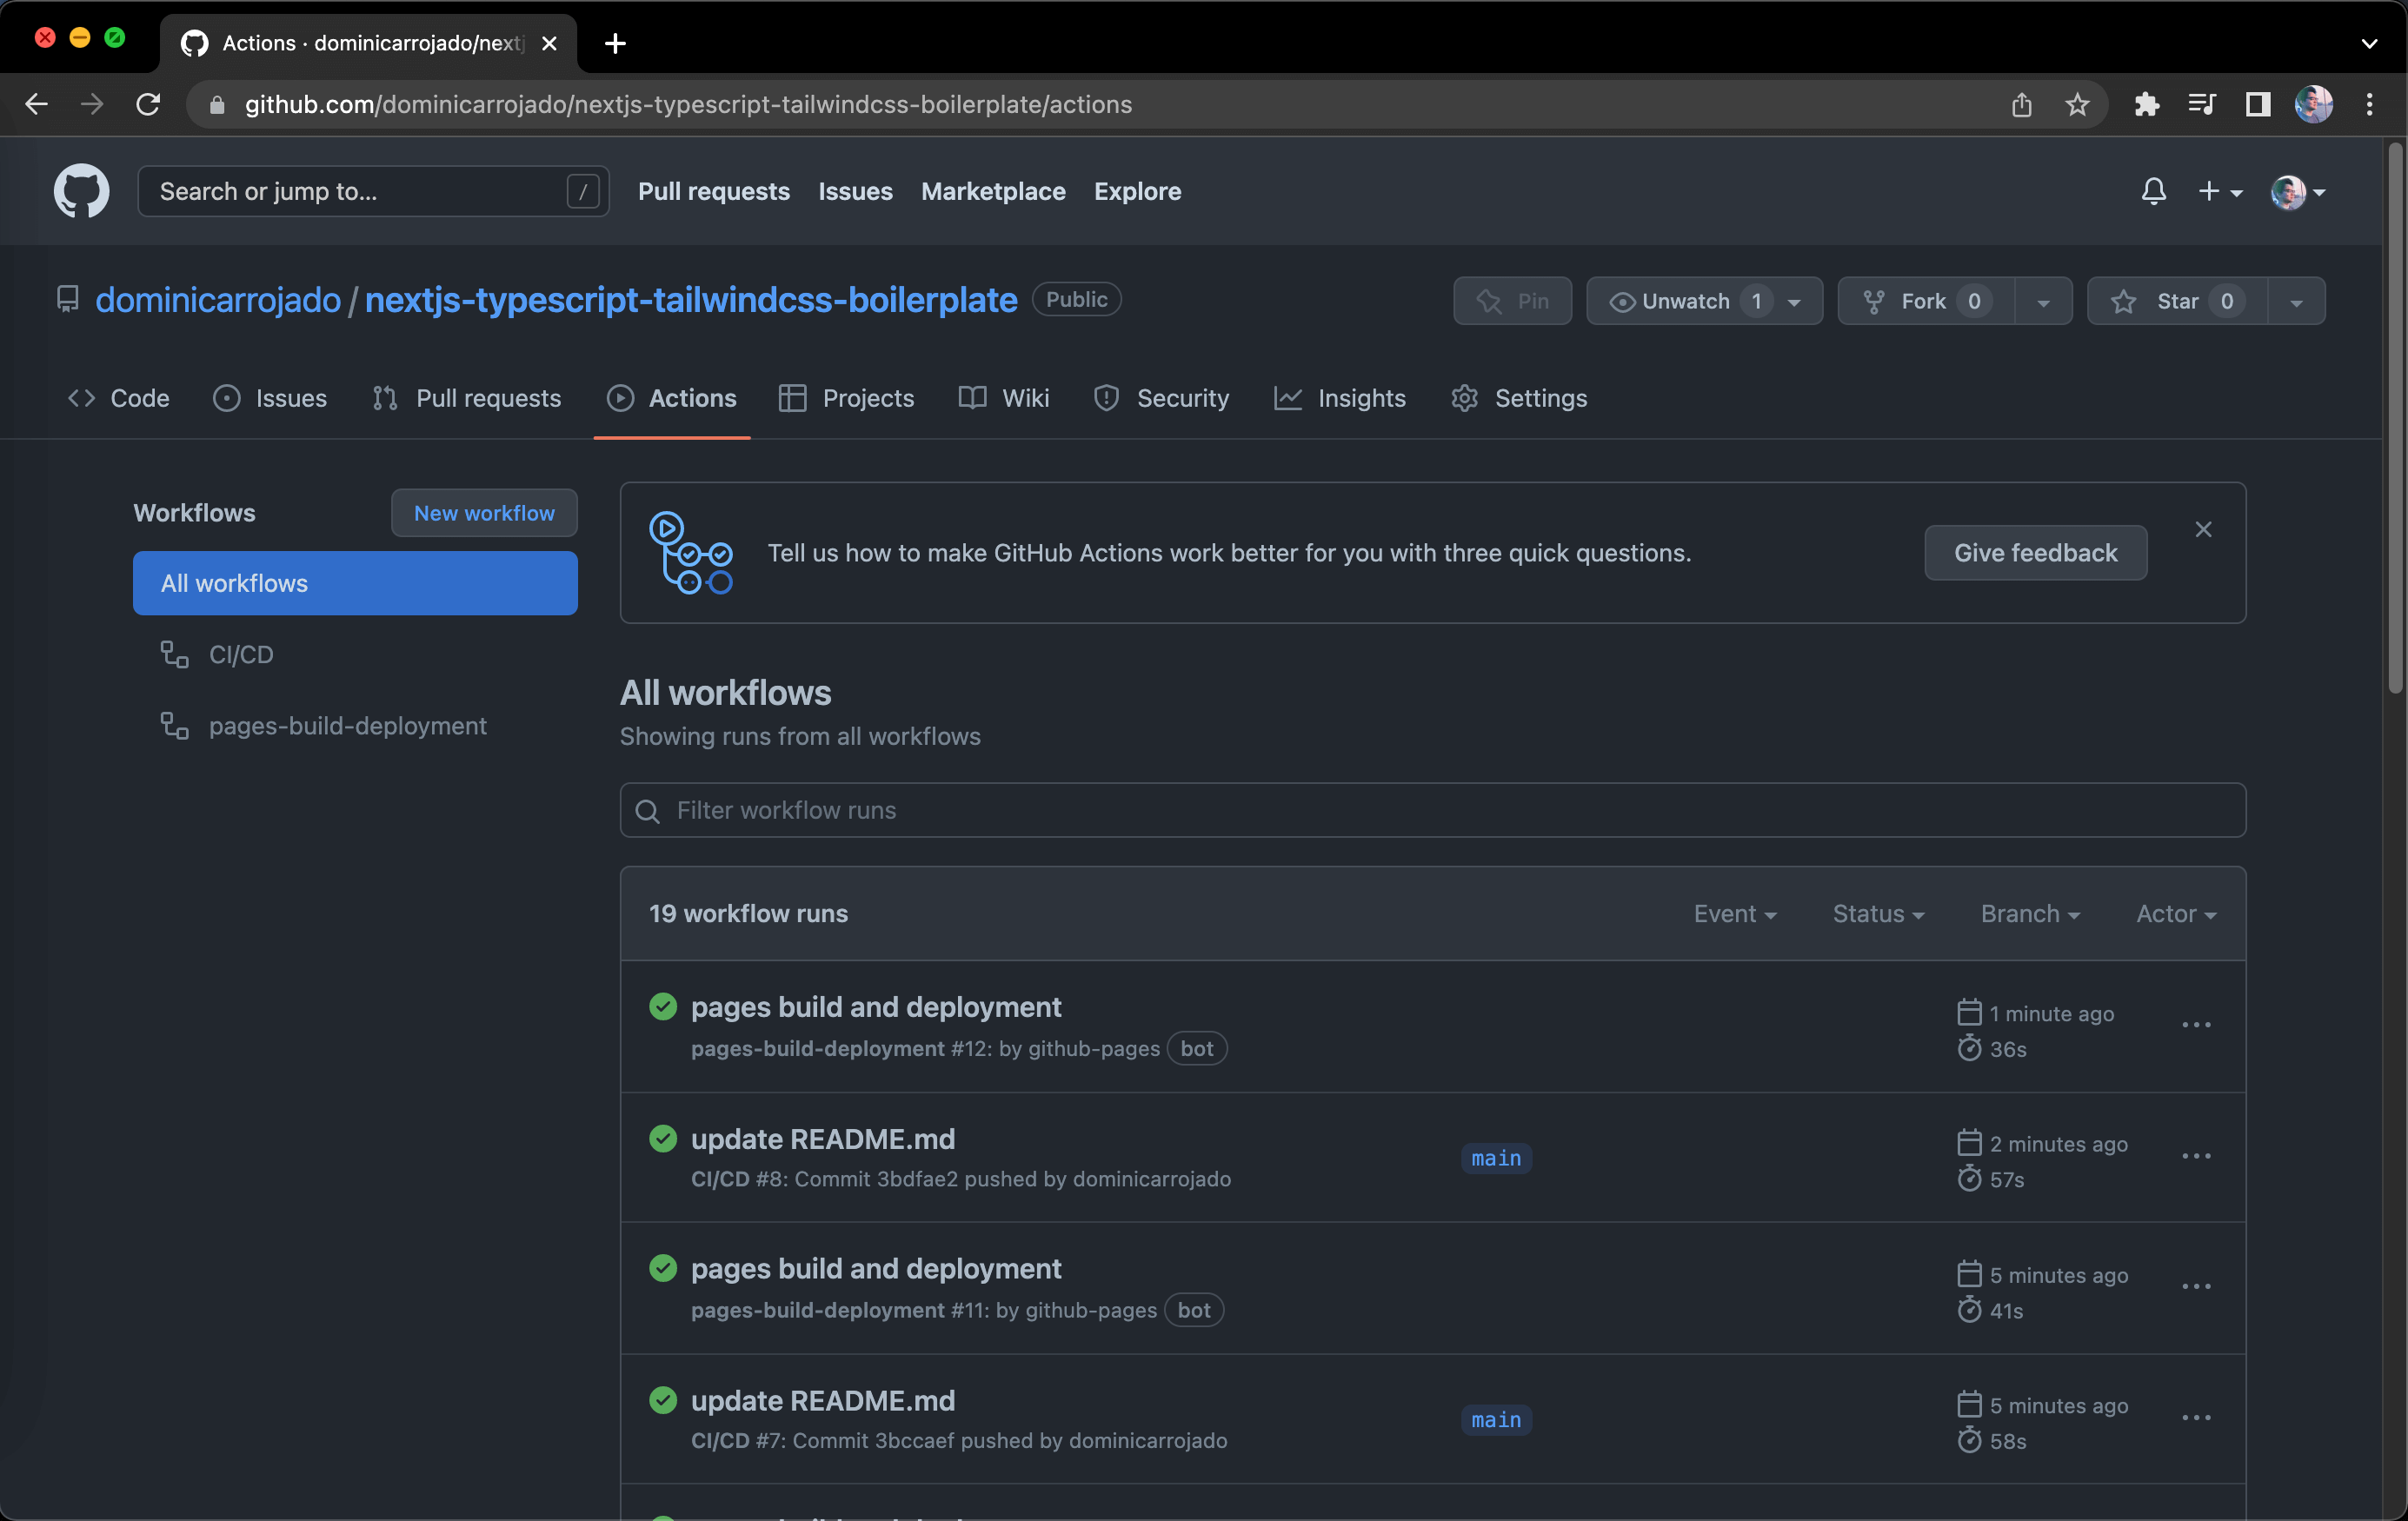 Actions · dominicarrojado/nextj
github.com/dominicarrojado/nextjs-typescript-tailwindcss-boilerplate/actions
Search or jump to... /
Pull requests Issues Marketplace Explore
dominicarrojado / nextjs-typescript-tailwindcss-boilerplate Public
Pin Unwatch 1 Fork 0 Star 0
Code Issues Pull requests Actions Projects Wiki Security Insights Settings
Workflows New workflow
All workflows
CI/CD
pages-build-deployment
Tell us how to make GitHub Actions work better for you with three quick questions. Give feedback
All workflows
Showing runs from all workflows
Filter workflow runs
19 workflow runs Event Status Branch Actor
pages build and deployment
pages-build-deployment #12: by github-pages bot
1 minute ago
36s
update README.md
CI/CD #8: Commit 3bdfae2 pushed by dominicarrojado
main
2 minutes ago
57s
pages build and deployment
pages-build-deployment #11: by github-pages bot
5 minutes ago
41s
update README.md
CI/CD #7: Commit 3bccaef pushed by dominicarrojado
main
5 minutes ago
58s